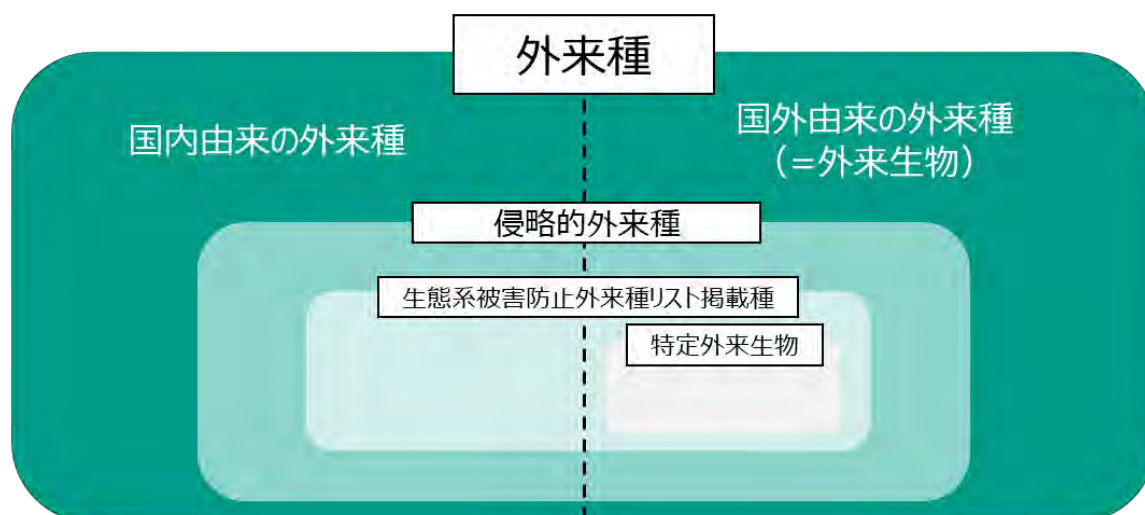 外来種
国内由来の外来種
国外由来の外来種
(=外来生物)
侵略的外来種
生態系被害防止外来種リスト掲載種
特定外来生物